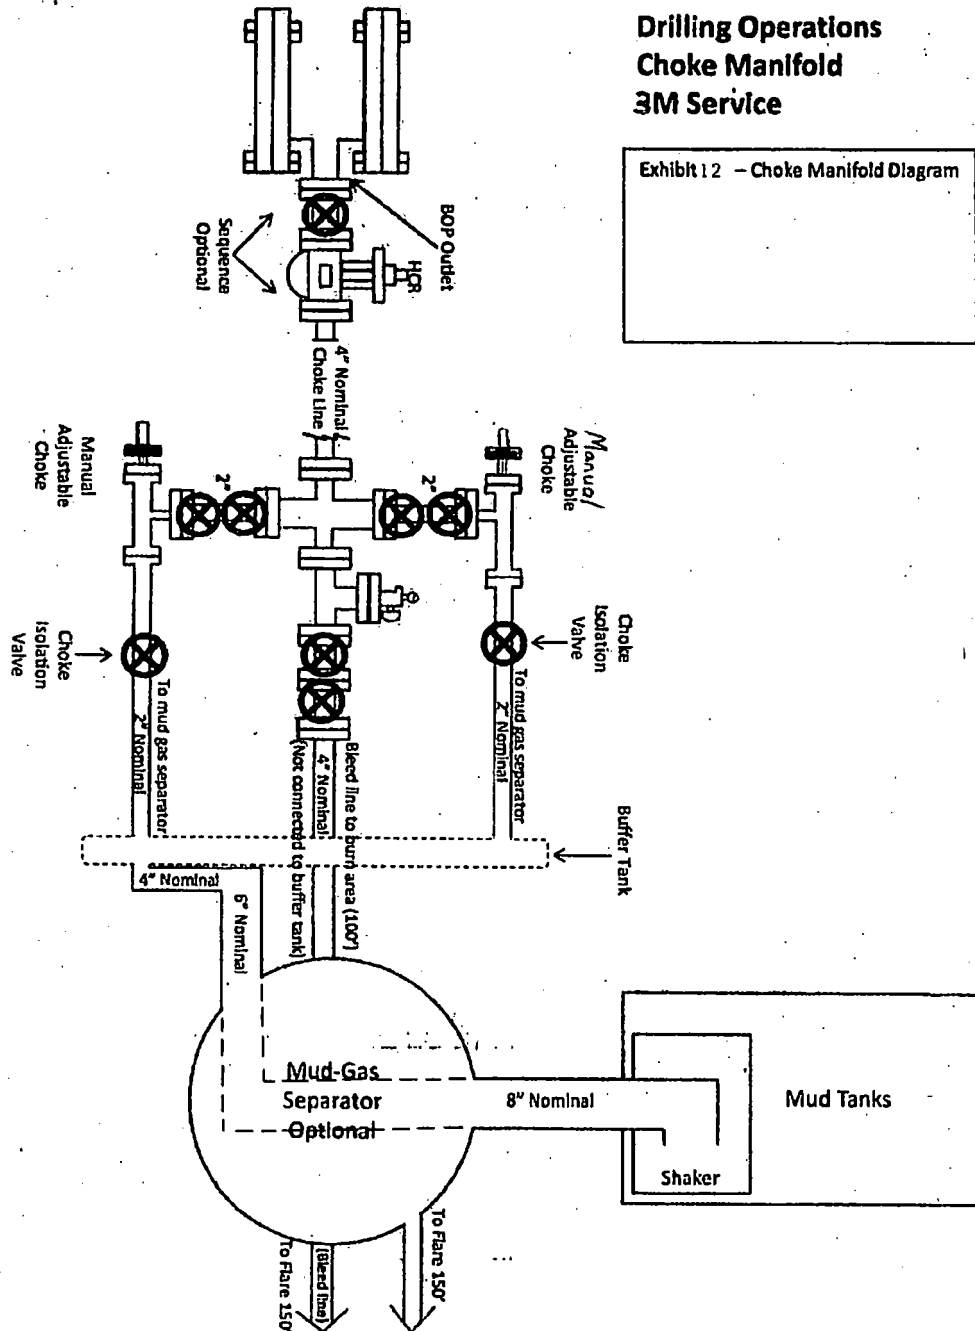 Drilling Operations
Choke Manifold
3M Service
Exhibit 12 - Choke Manifold Diagram
BOP Outlet
HCR
Sequence
Optional
4" Nominal
Choke Line
Manual
Adjustable
Choke
2"
2"
Manual
Adjustable
Choke
Choke
Isolation
Valve
Choke
Isolation
Valve
To mud gas separator
2" Nominal
To mud gas separator
2" Nominal
Bleed line to burn area (100')
4" Nominal
(Not connected to buffer tank)
Buffer Tank
4" Nominal
6" Nominal
Mud-Gas
Separator
Optional
8" Nominal
Mud Tanks
Shaker
To Flare 150'
(Bleed line)
To Flare 150'